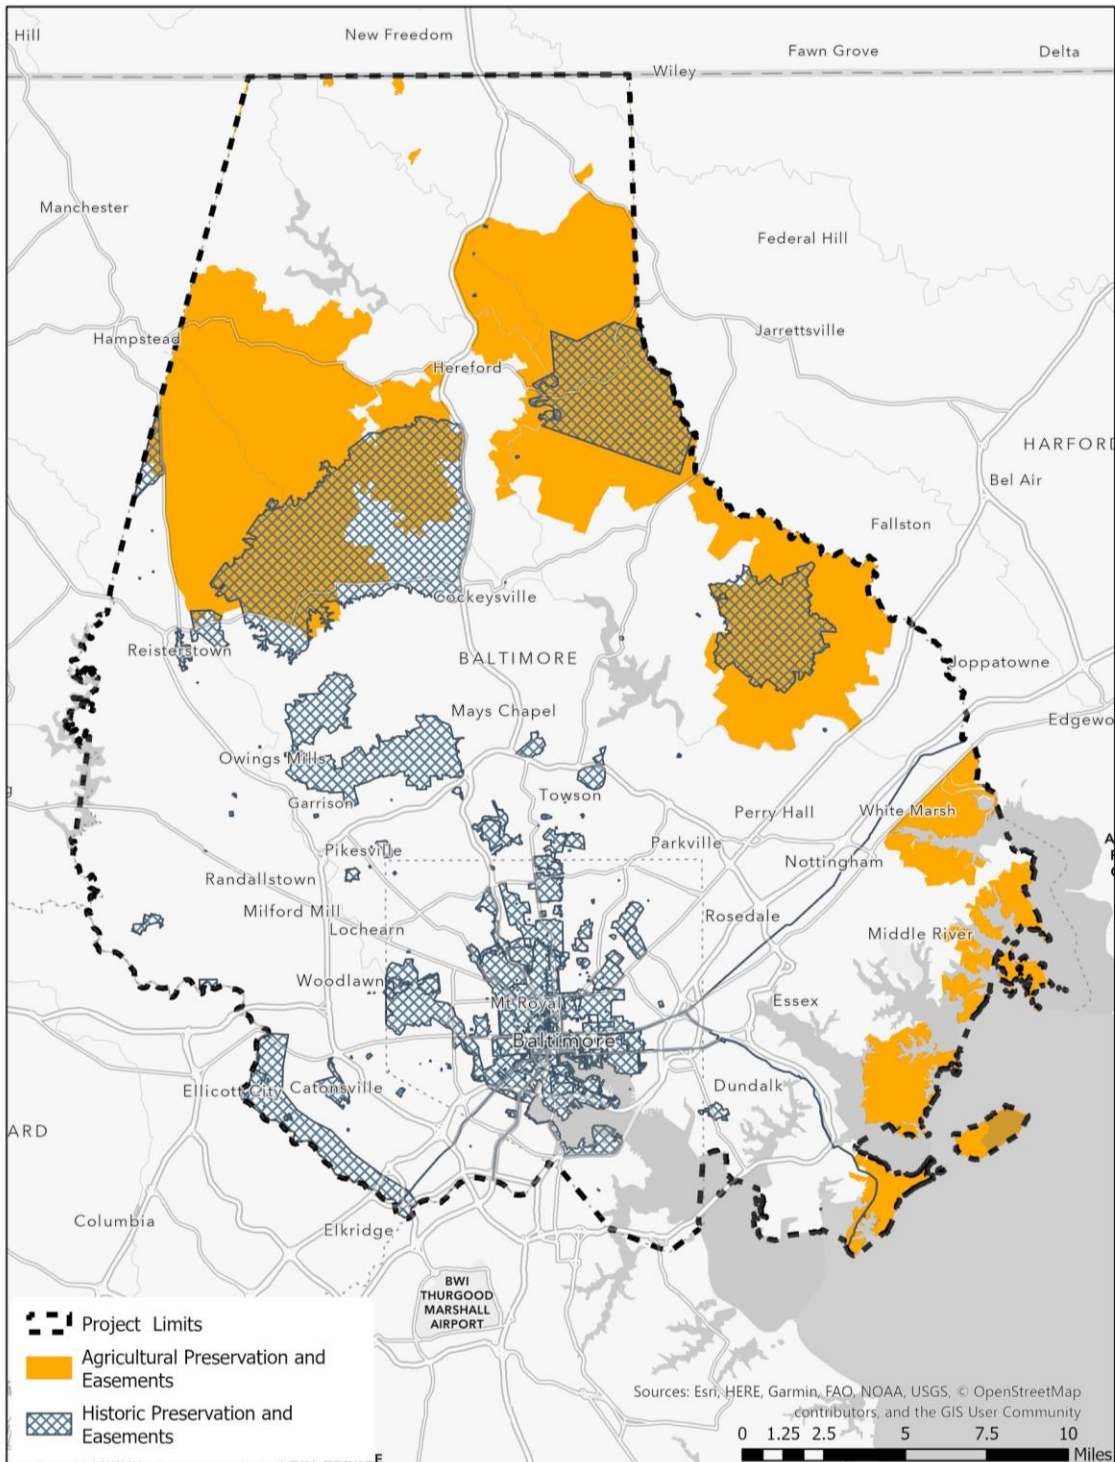 Hill
New Freedom
Fawn Grove
Delta
Wiley
Manchester
Federal Hill
Jarrettsville
Hampstead
Hereford
HARFORD
Bel Air
Fallston
Cockeysville
Reisterstown
BALTIMORE
Joppatowne
Mays Chapel
Edgewo
Owings Mills
Garrison
Towson
Perry Hall
White Marsh
Pikesville
Parkville
Nottingham
Randallstown
Milford Mill
Rosedale
Lochearn
Middle River
Woodlawn
Mt Royal
Essex
Baltimore
Ellicott City
Catonsville
Dundalk
ARD
Columbia
Elkridge
BWI
THURGOOD
MARSHALL
AIRPORT
Project Limits
Agricultural Preservation and
Easements
Historic Preservation and
Easements
Sources: Esri, HERE, Garmin, FAO, NOAA, USGS, © OpenStreetMap
contributors, and the GIS User Community
0 1.25 2.5 5 7.5 10
Miles